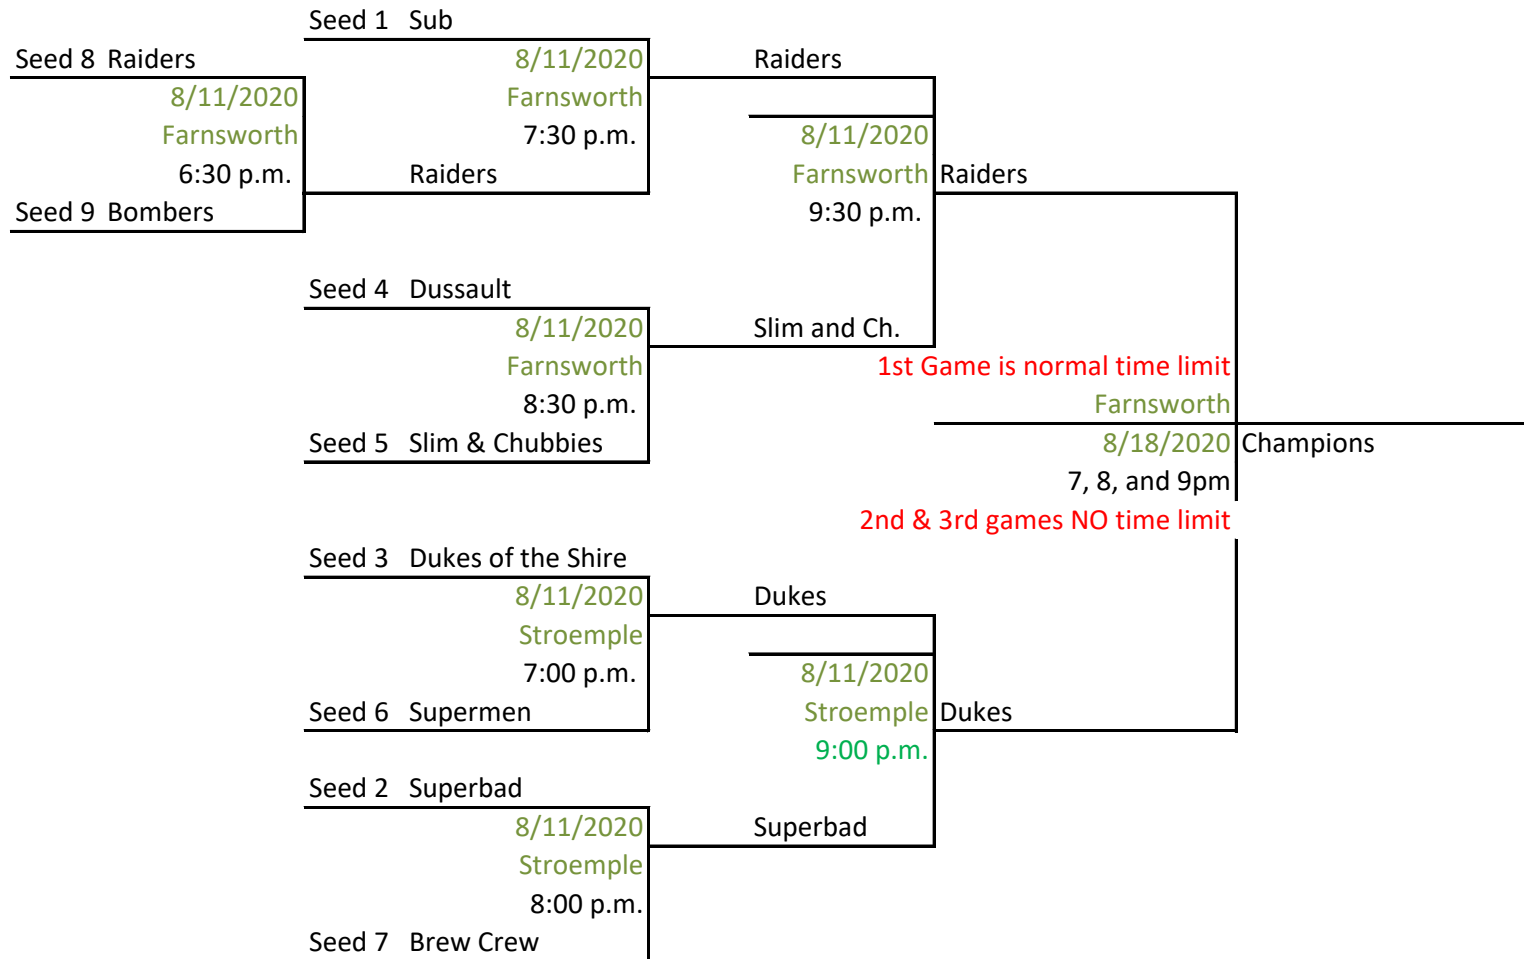 Seed 1 Sub
Seed 8 Raiders
8/11/2020
Raiders
8/11/2020
Farnsworth
Farnsworth
7:30 p.m.
8/11/2020
6:30 p.m.
Raiders
Farnsworth
Raiders
Seed 9 Bombers
9:30 p.m.
Seed 4 Dussault
8/11/2020
Slim and Ch.
Farnsworth
1st Game is normal time limit
8:30 p.m.
Farnsworth
Seed 5 Slim & Chubbies
8/18/2020
Champions
7, 8, and 9pm
2nd & 3rd games NO time limit
Seed 3 Dukes of the Shire
8/11/2020
Dukes
Stroemple
7:00 p.m.
8/11/2020
Seed 6 Supermen
Stroemple
Dukes
9:00 p.m.
Seed 2 Superbad
8/11/2020
Superbad
Stroemple
8:00 p.m.
Seed 7 Brew Crew